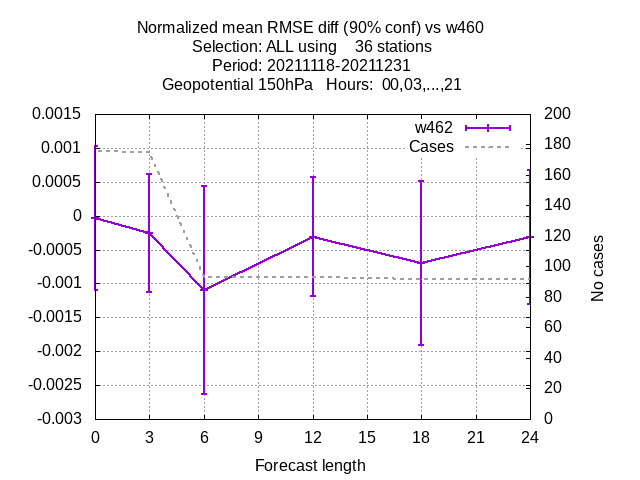 Normalized mean RMSE diff (90% conf) vs w460
Selection: ALL using 36 stations
Period: 20211118-20211231
Geopotential 150hPa Hours: 00,03,...,21
w462
Cases
0.0015
0.001
0.0005
0
-0.0005
-0.001
-0.0015
-0.002
-0.0025
-0.003
200
180
160
140
120
100
80
60
40
20
0
No cases
0 3 6 9 12 15 18 21 24
Forecast length